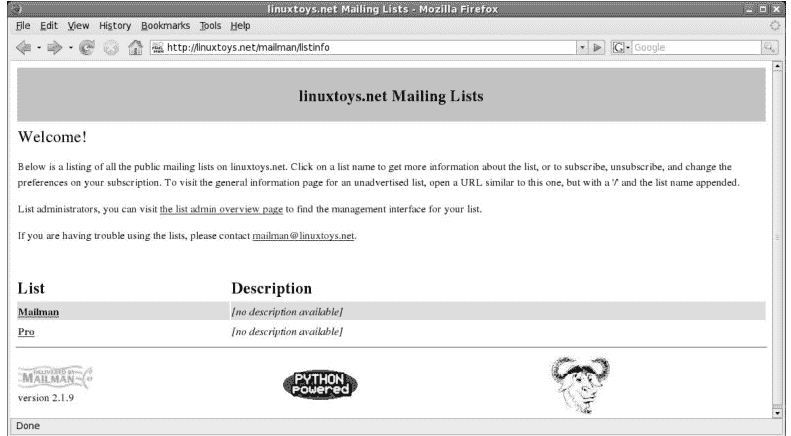 linuxtoys.net Mailing Lists - Mozilla Firefox
File Edit View History Bookmarks Tools Help
http://linuxtoys.net/mailman/listinfo
G Google
linuxtoys.net Mailing Lists
Welcome!
Below is a listing of all the public mailing lists on linuxtoys.net. Click on a list name to get more information about the list, or to subscribe, unsubscribe, and change the
preferences on your subscription. To visit the general information page for an unadvertised list, open a URL similar to this one, but with a '/' and the list name appended.
List administrators, you can visit the list admin overview page to find the management interface for your list.
If you are having trouble using the lists, please contact mailman@linuxtoys.net.
List Description
Mailman [no description available]
Pro [no description available]
DELIVERED BY
MAILMAN
PYTHON
Powered
version 2.1.9
Done